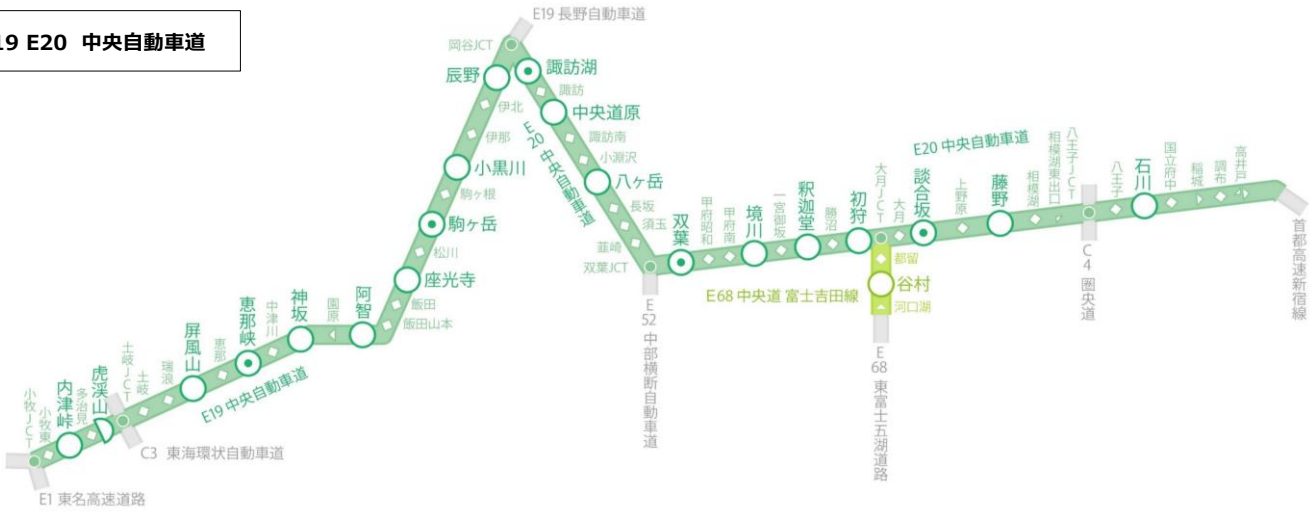 19 E20 中央自動車道
E19 長野自動車道
岡谷JCT
諏訪湖
辰野
諏訪
伊北
中央道原
伊那
諏訪南
E20 中央自動車道
小淵沢
小黒川
八ヶ岳
駒ヶ根
長坂
駒ヶ岳
須玉
松川
韮崎
双葉JCT
座光寺
飯田
飯田山本
阿智
園原
神坂
中津川
恵那峡
恵那
屏風山
瑞浪
土岐
土岐JCT
虎渓山
多治見
内津峠
小牧東
小牧JCT
E19 中央自動車道
C3 東海環状自動車道
E1 東名高速道路
E52 中部横断自動車道
双葉
甲府昭和
甲府南
境川
一宮御坂
釈迦堂
勝沼
初狩
大月JCT
大月
談合坂
上野原
藤野
相模湖
相模湖東出口
八王子JCT
八王子
石川
国立府中
稲城
調布
高井戸
E20 中央自動車道
都留
谷村
河口湖
E68 中央道 富士吉田線
E68 東富士五湖道路
C4 圏央道
首都高速新宿線